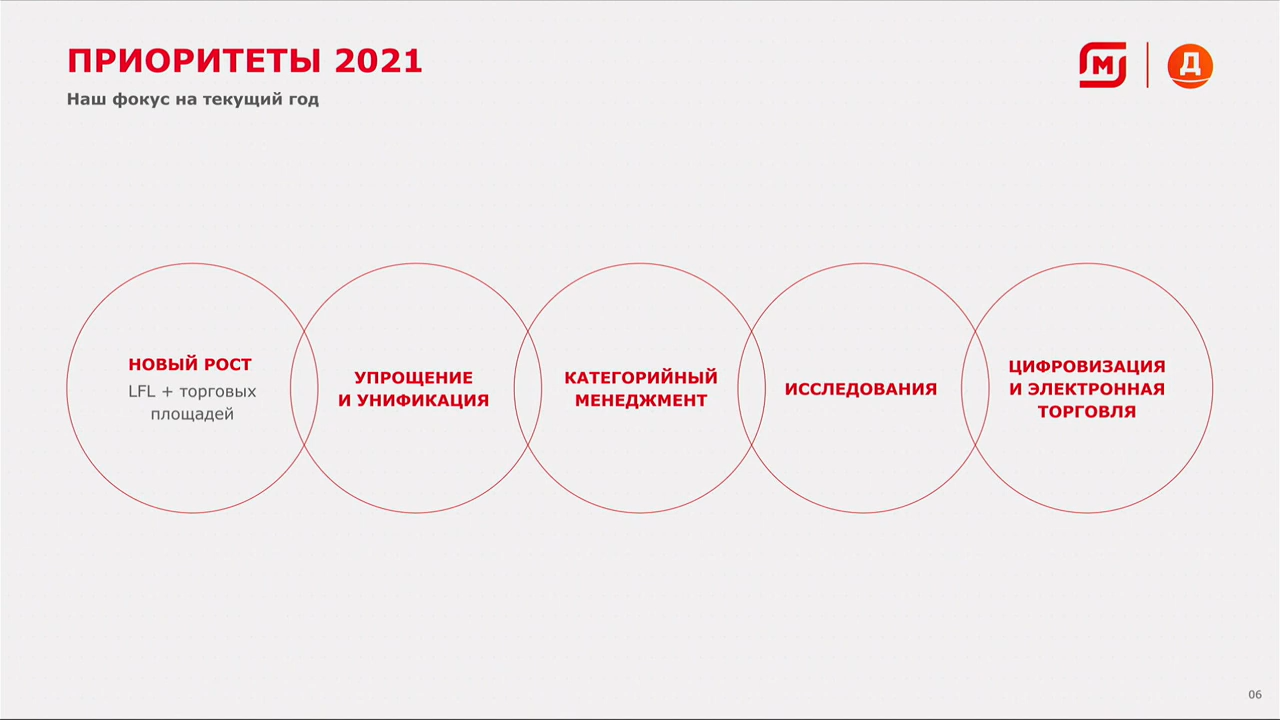 ПРИОРИТЕТЫ 2021
Наш фокус на текущий год
М
Д
НОВЫЙ РОСТ
LFL + торговых
площадей
УПРОЩЕНИЕ
И УНИФИКАЦИЯ
КАТЕГОРИЙНЫЙ
МЕНЕДЖМЕНТ
ИССЛЕДОВАНИЯ
ЦИФРОВИЗАЦИЯ
И ЭЛЕКТРОННАЯ
ТОРГОВЛЯ
06